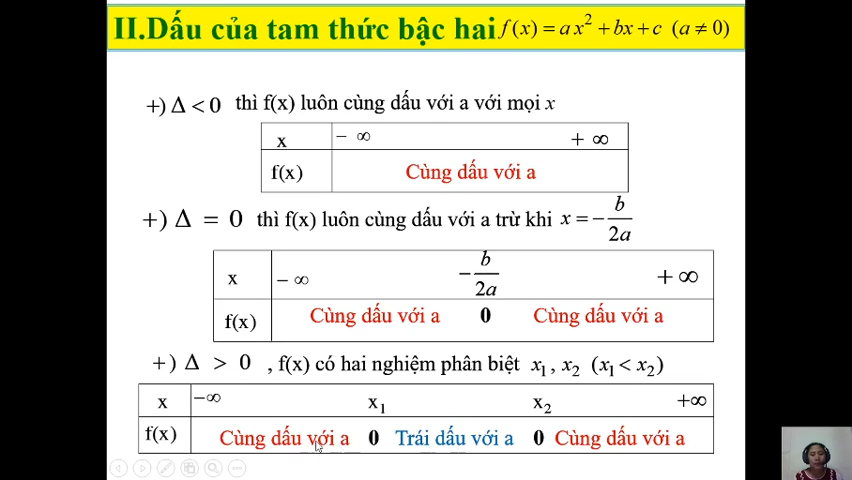 II.Dấu của tam thức bậc hai f(x) = ax² + bx + c (a ≠ 0)
+) Δ < 0 thì f(x) luôn cùng dấu với a với mọi x
x − ∞ + ∞
f(x) Cùng dấu với a
+) Δ = 0 thì f(x) luôn cùng dấu với a trừ khi x = − b/2a
x − ∞ − b/2a + ∞
f(x) Cùng dấu với a 0 Cùng dấu với a
+) Δ > 0 , f(x) có hai nghiệm phân biệt x₁ , x₂ (x₁ < x₂)
x −∞ x₁ x₂ +∞
f(x) Cùng dấu với a 0 Trái dấu với a 0 Cùng dấu với a